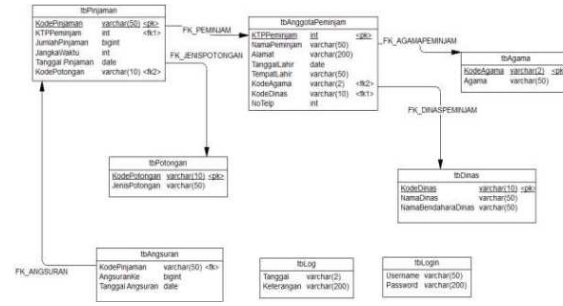 tbPinjaman
KodePinjaman varchar(50) <pk>
KTPPeminjam int <fk1>
JumlahPinjaman bigint
JangkaWaktu int
Tanggal Pinjaman date
KodePotongan varchar(10) <fk2>
FK_PEMINJAM
FK_JENISPOTONGAN
tbAnggotaPeminjam
KTPPeminjam int <pk>
NamaPeminjam varchar(50)
Alamat varchar(200)
TanggalLahir date
TempatLahir varchar(50)
KodeAgama varchar(2) <fk2>
KodeDinas varchar(10) <fk1>
NoTelp int
FK_AGAMAPEMINJAM
tbAgama
KodeAgama varchar(2) <pk>
Agama varchar(50)
FK_DINASPEMINJAM
tbPotongan
KodePotongan varchar(10) <pk>
JenisPotongan varchar(50)
tbDinas
KodeDinas varchar(10) <pk>
NamaDinas varchar(50)
NamaBendaharaDinas varchar(50)
FK_ANGSURAN
tbAngsuran
KodePinjaman varchar(50) <fk>
AngsuranKe bigint
Tanggal Angsuran date
tbLog
Tanggal varchar(2)
Keterangan varchar(200)
tbLogin
Username varchar(50)
Password varchar(200)